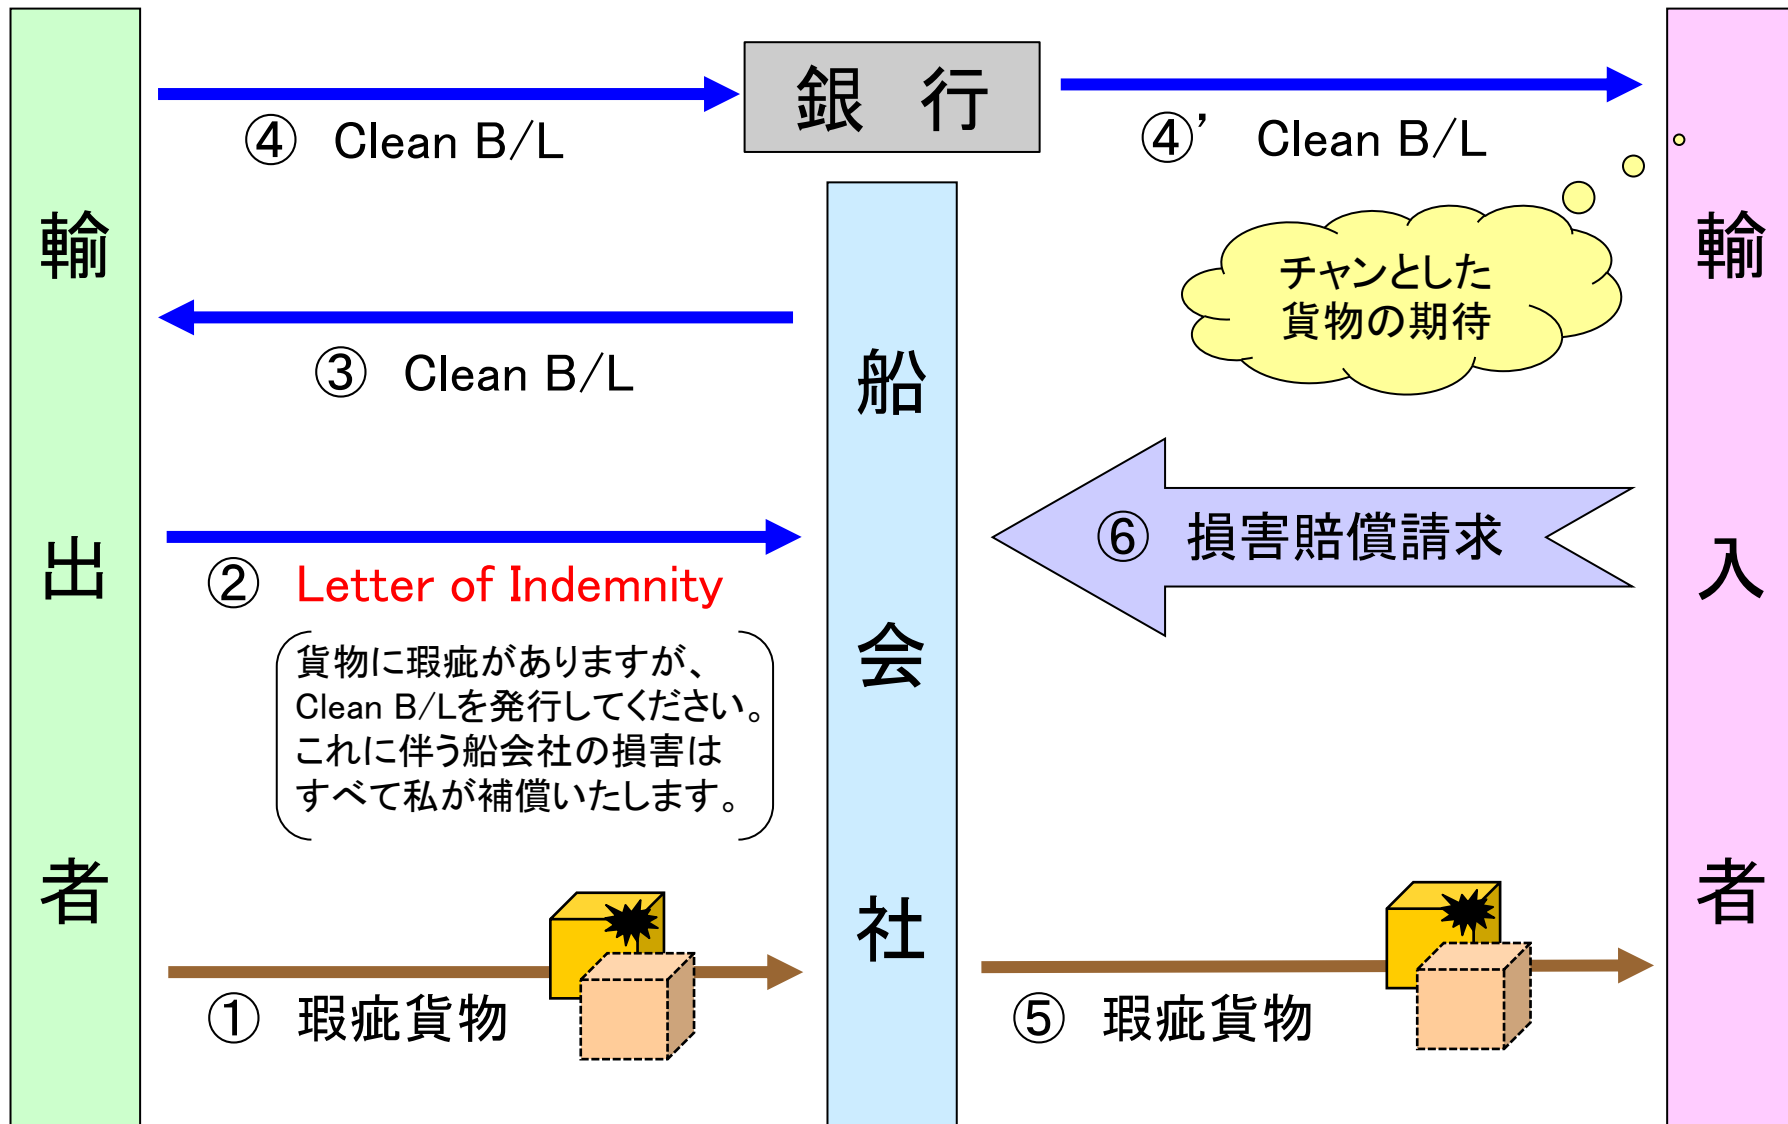 銀 行
④ Clean B/L
④’ Clean B/L
輸出者
船会社
輸入者
チャンとした
貨物の期待
③ Clean B/L
⑥ 損害賠償請求
② Letter of Indemnity
貨物に瑕疵がありますが、
Clean B/Lを発行してください。
これに伴う船会社の損害は
すべて私が補償いたします。
① 瑕疵貨物
⑤ 瑕疵貨物